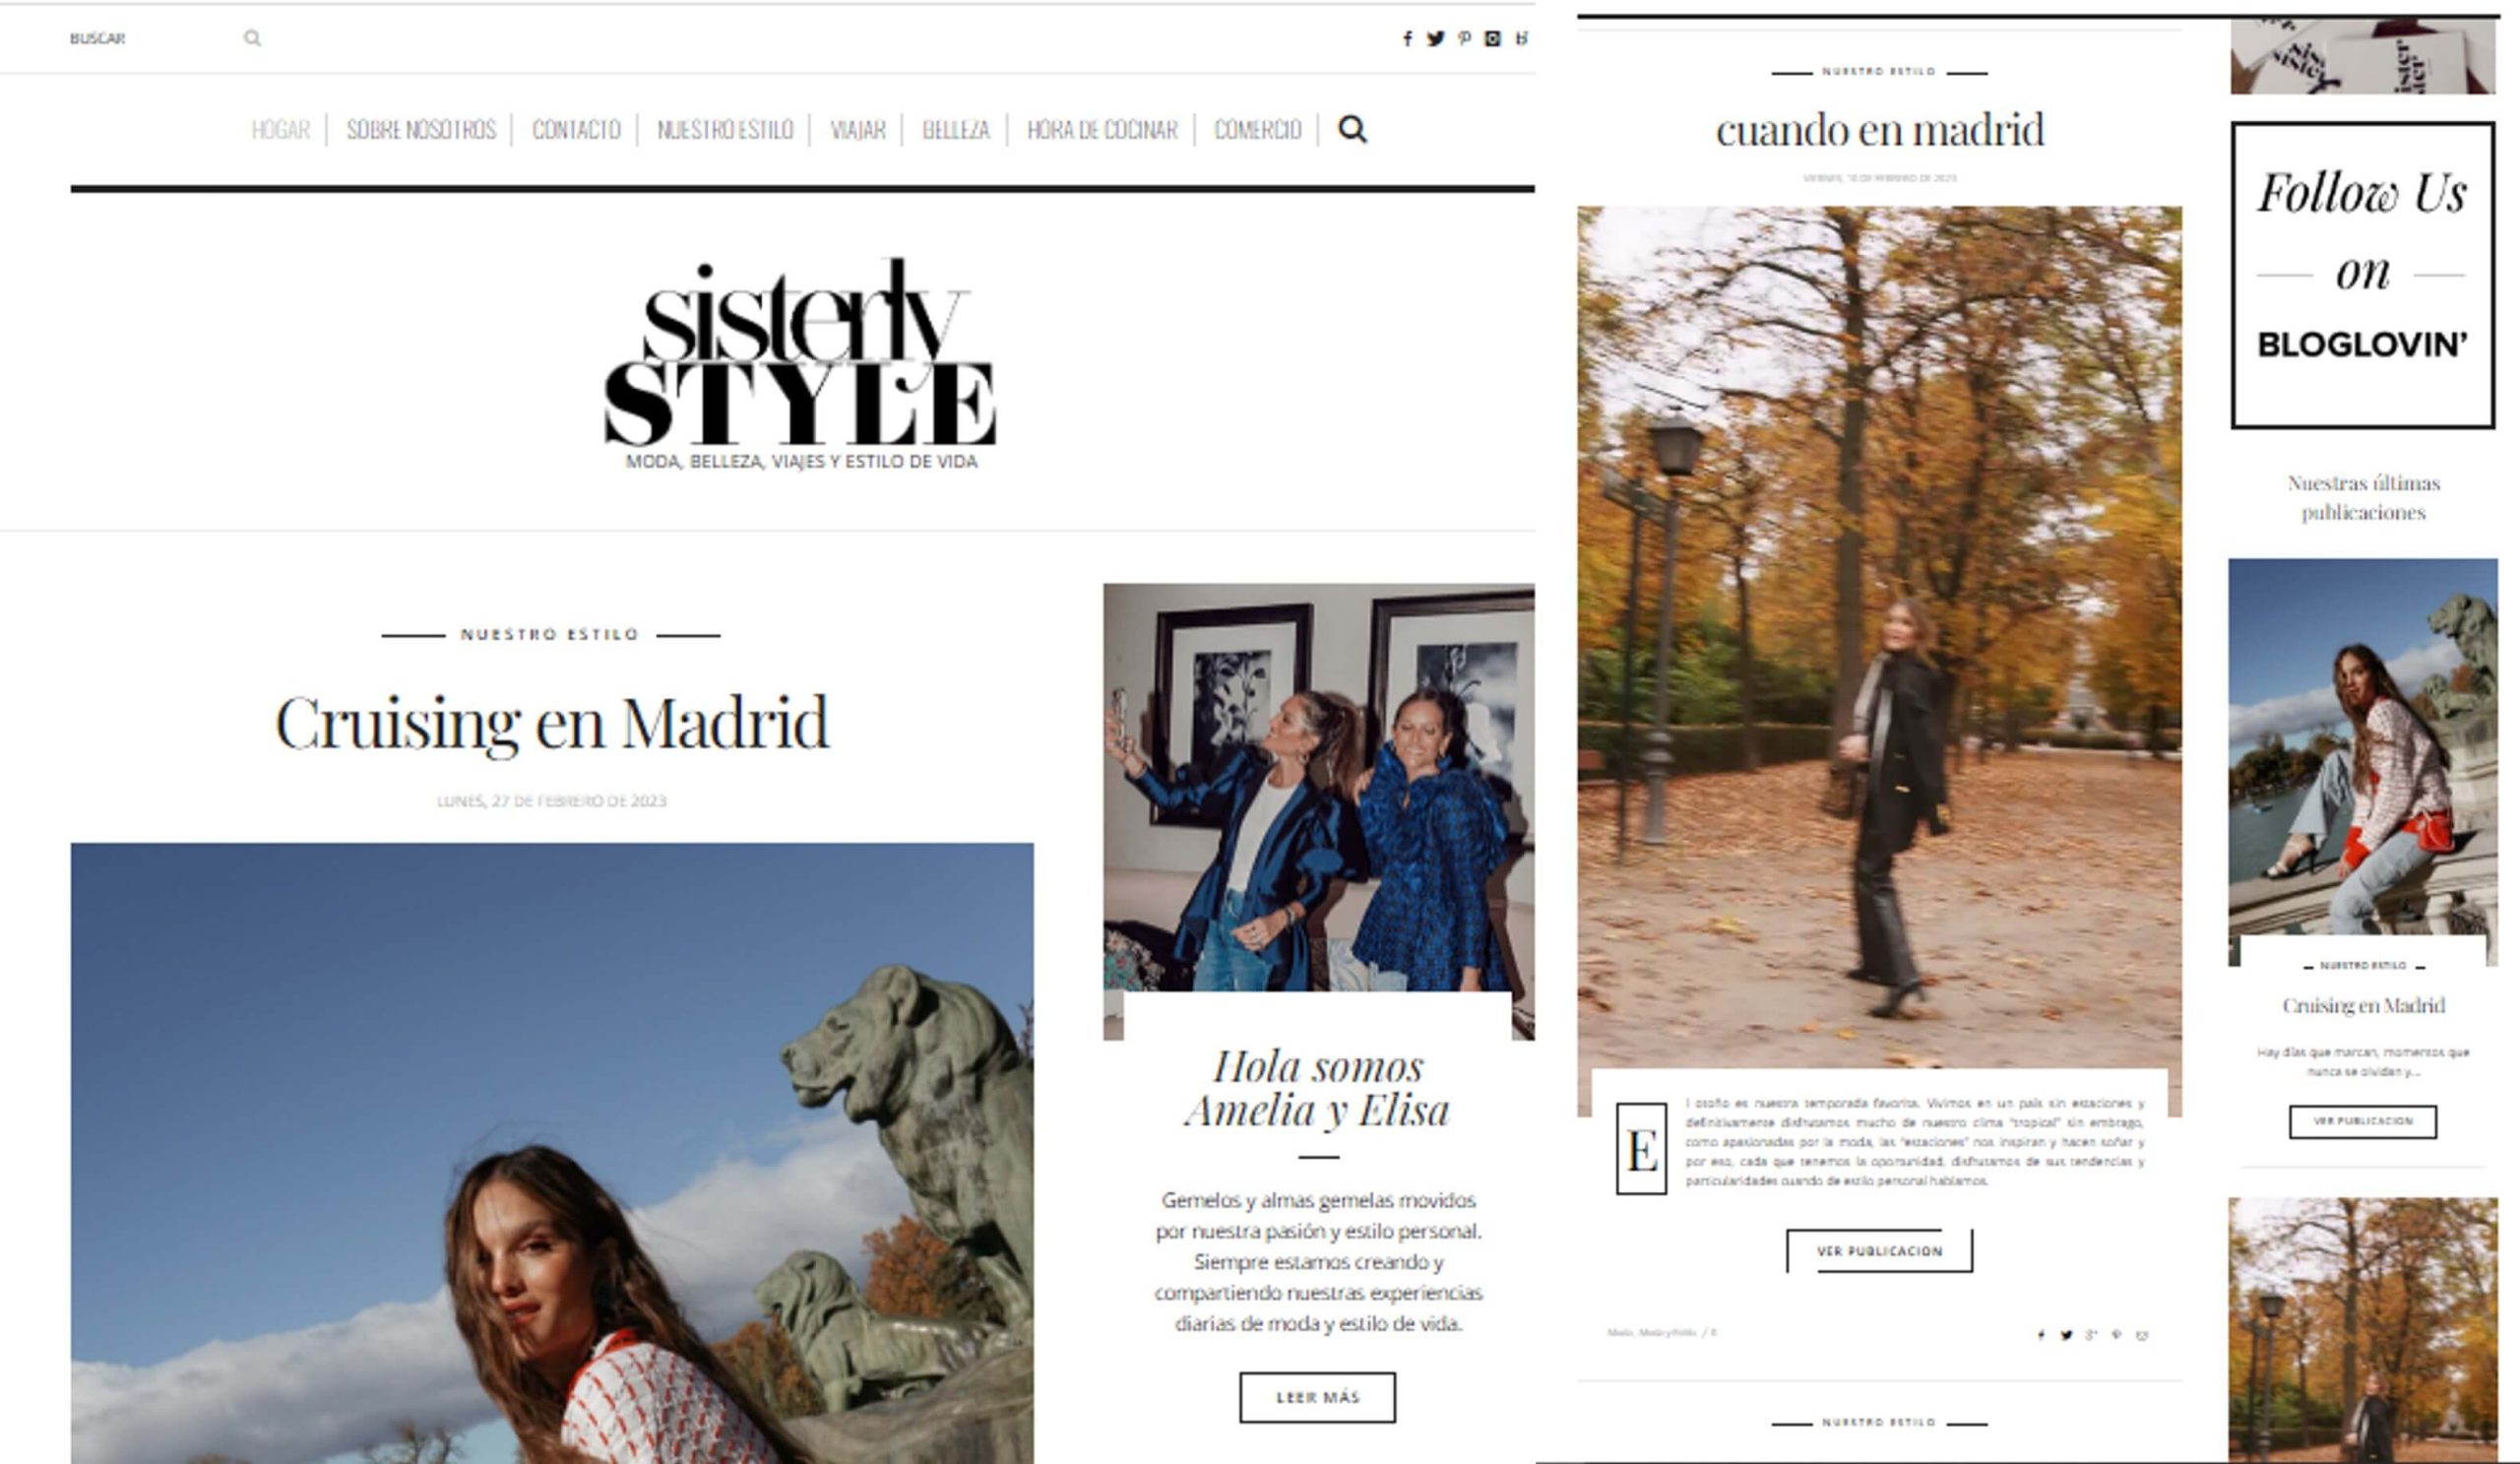 BUSCAR
HOGAR
SOBRE NOSOTROS
CONTACTO
NUESTRO ESTILO
VIAJAR
BELLEZA
HORA DE COCINAR
COMERCIO
sisterly
STYLE
MODA, BELLEZA, VIAJES Y ESTILO DE VIDA
NUESTRO ESTILO
Cruising en Madrid
LUNES, 27 DE FEBRERO DE 2023
Hola somos
Amelia y Elisa
Gemelos y almas gemelas movidos
por nuestra pasión y estilo personal.
Siempre estamos creando y
compartiendo nuestras experiencias
diarias de moda y estilo de vida.
LEER MÁS
NUESTRO ESTILO
cuando en madrid
VIERNES, 10 DE FEBRERO DE 2023
E
l otoño es nuestra temporada favorita. Vivimos en un país sin estaciones y
definitivamente disfrutamos mucho de nuestro clima "tropical" sin embrago,
como apasionadas por la moda, las "estaciones" nos inspiran y hacen soñar y
por eso, cada que tenemos la oportunidad, disfrutamos de sus tendencias y
particularidades cuando de estilo personal hablamos.
VER PUBLICACION
NUESTRO ESTILO
Follow Us
on
BLOGLOVIN'
Nuestras últimas
publicaciones
NUESTRO ESTILO
Cruising en Madrid
Hay días que marcan, momentos que
nunca se olvidan y...
VER PUBLICACION